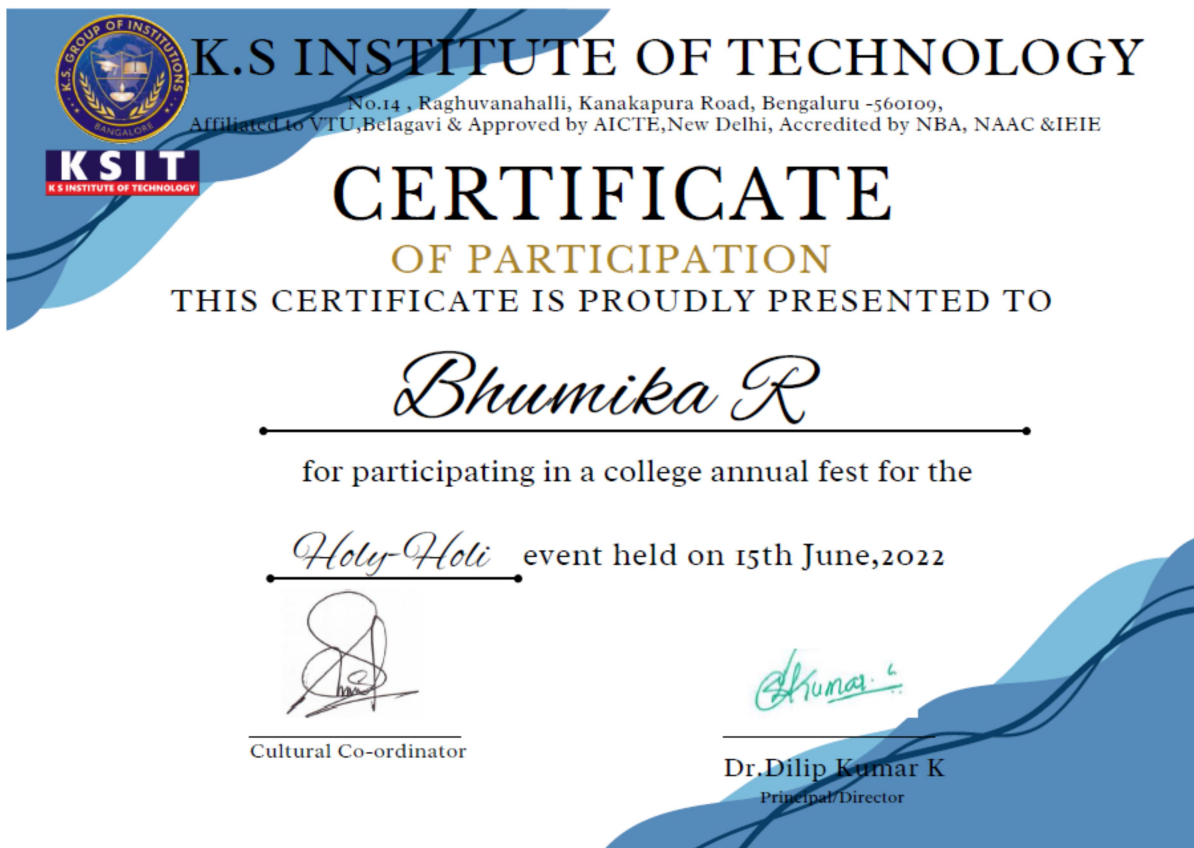 K.S. GROUP OF INSTITUTIONS
BANGALORE
KSIT
K S INSTITUTE OF TECHNOLOGY
K.S INSTITUTE OF TECHNOLOGY
No.14 , Raghuvanahalli, Kanakapura Road, Bengaluru -560109,
Affiliated to VTU,Belagavi & Approved by AICTE,New Delhi, Accredited by NBA, NAAC &IEIE
CERTIFICATE
OF PARTICIPATION
THIS CERTIFICATE IS PROUDLY PRESENTED TO
Bhumika R
for participating in a college annual fest for the
Holy-Holi event held on 15th June,2022
Kumar
Cultural Co-ordinator
Dr.Dilip Kumar K
Principal/Director